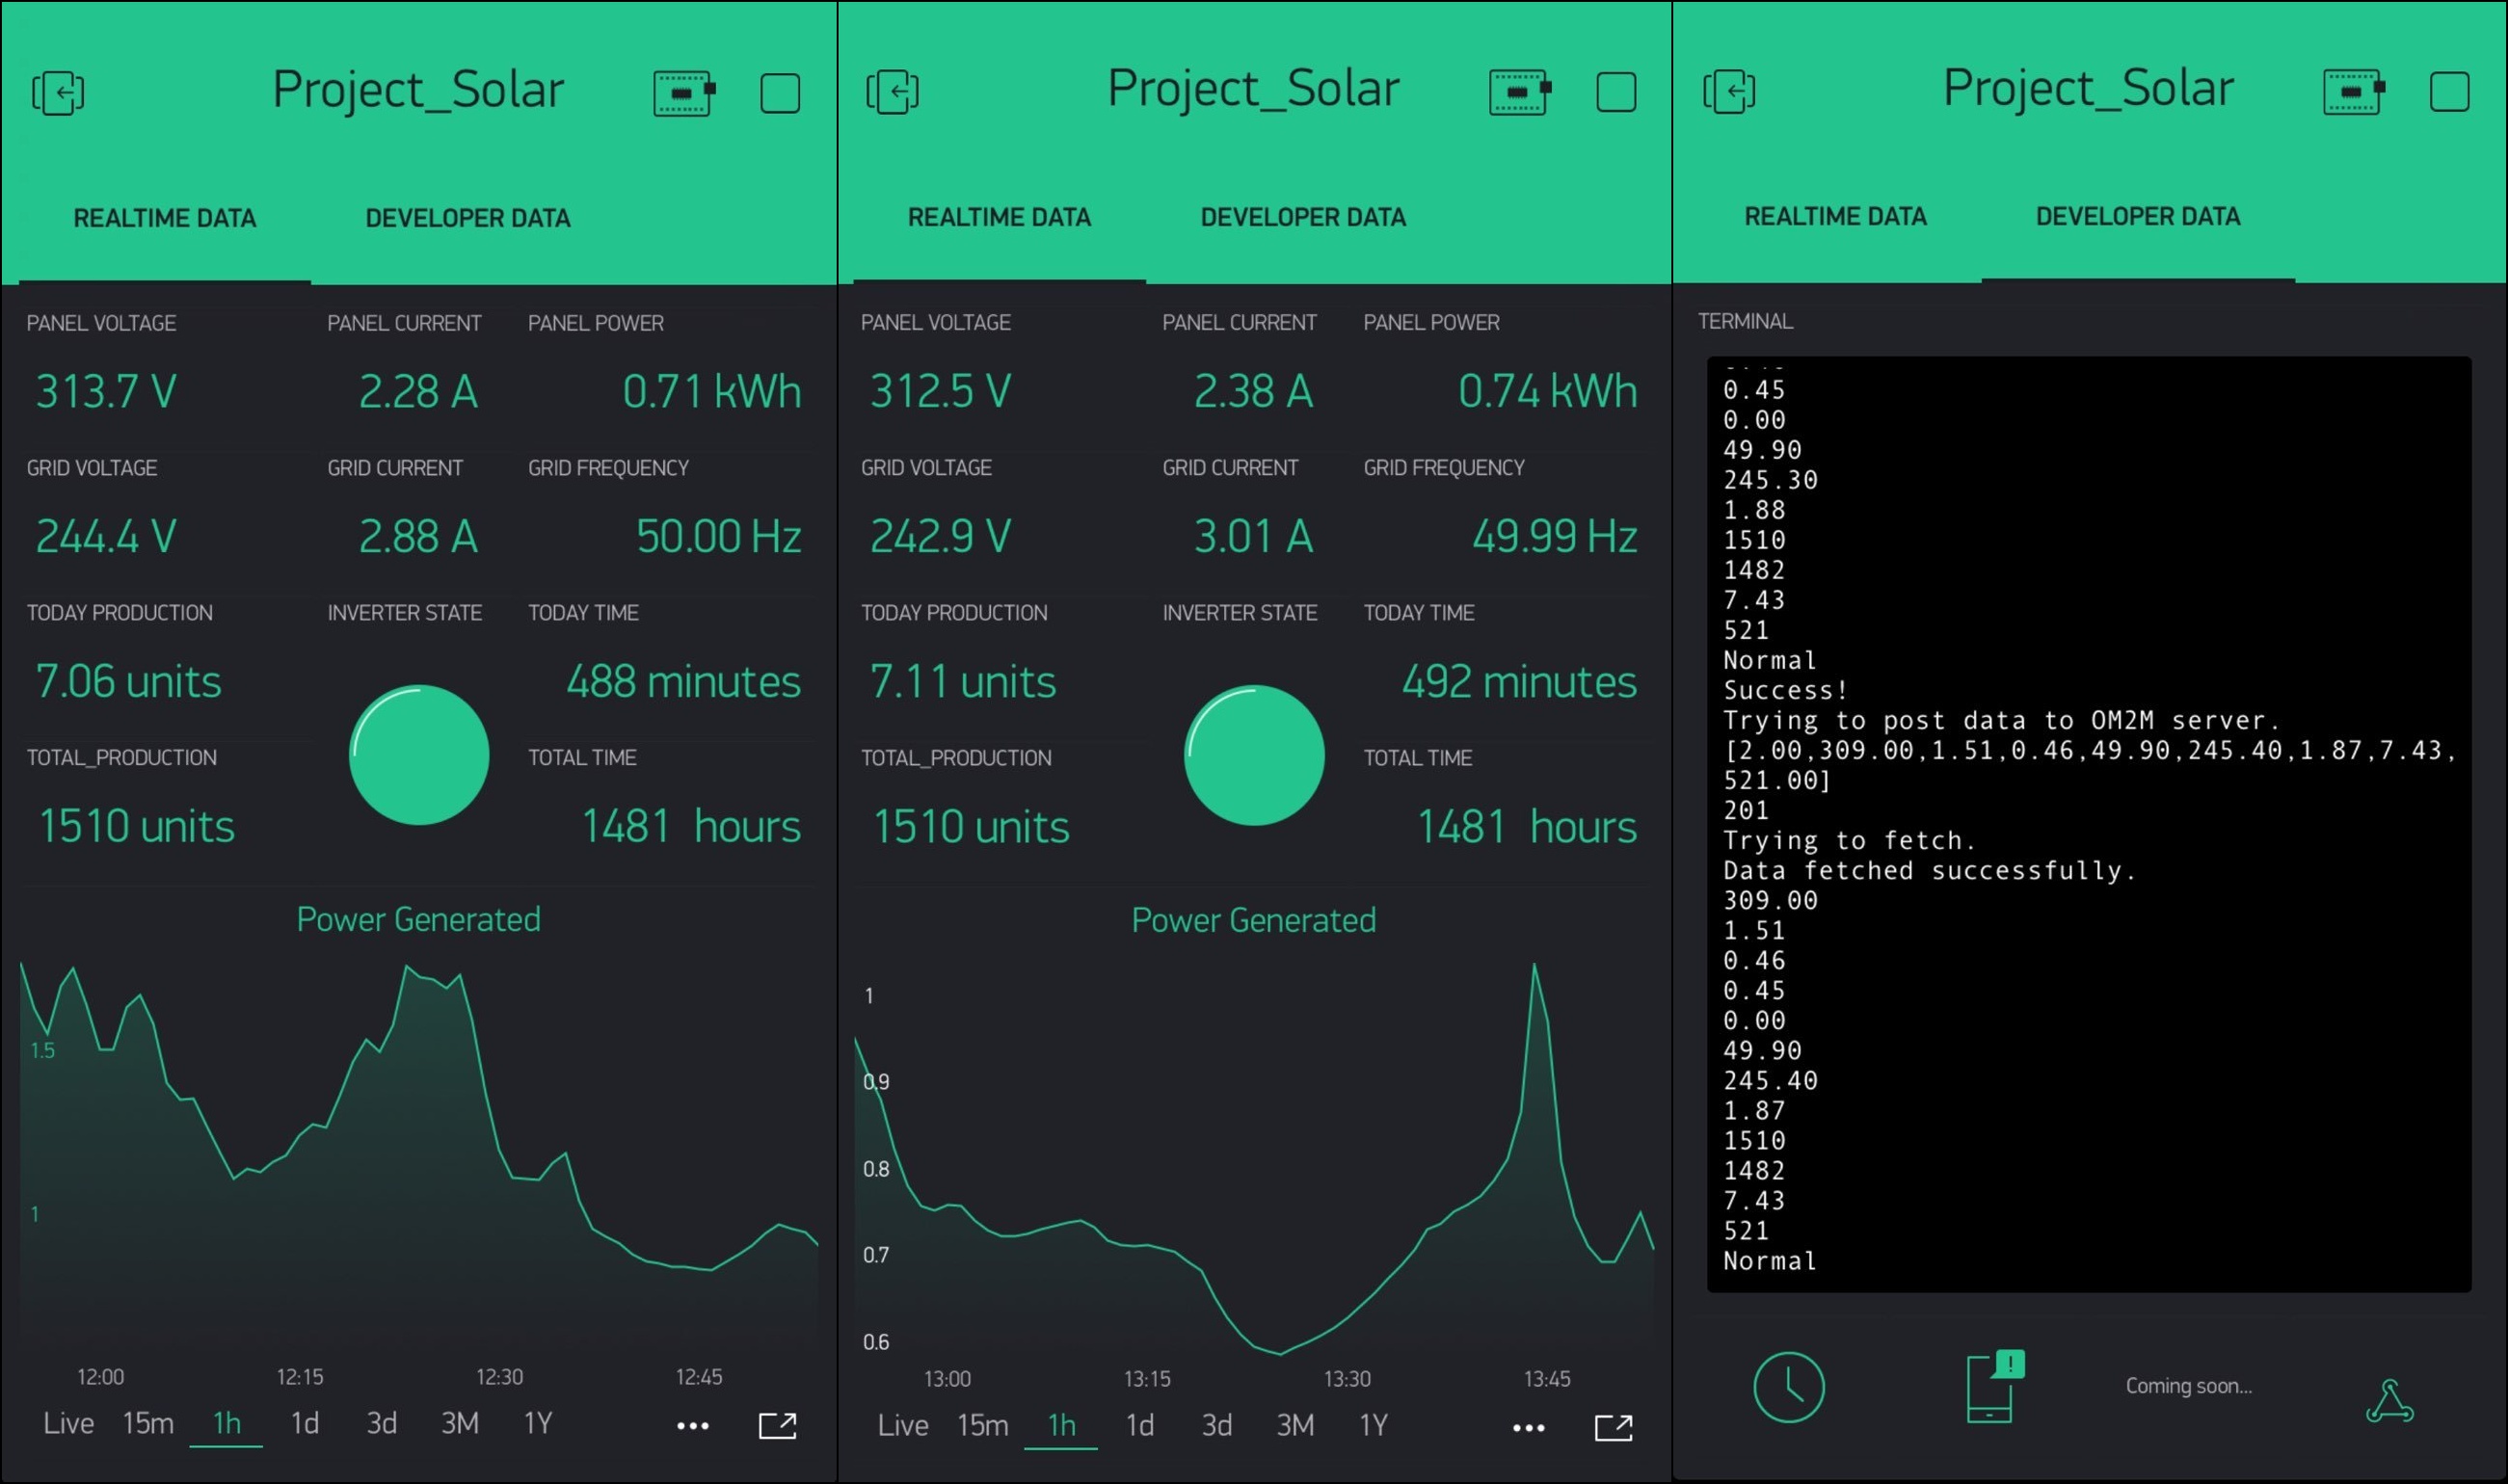 Project_Solar
REALTIME DATA DEVELOPER DATA
PANEL VOLTAGE PANEL CURRENT PANEL POWER
313.7 V 2.28 A 0.71 kWh
GRID VOLTAGE GRID CURRENT GRID FREQUENCY
244.4 V 2.88 A 50.00 Hz
TODAY PRODUCTION INVERTER STATE TODAY TIME
7.06 units 488 minutes
TOTAL_PRODUCTION TOTAL TIME
1510 units 1481 hours
Power Generated
1.5
1
12:00 12:15 12:30 12:45
Live 15m 1h 1d 3d 3M 1Y
Project_Solar
REALTIME DATA DEVELOPER DATA
PANEL VOLTAGE PANEL CURRENT PANEL POWER
312.5 V 2.38 A 0.74 kWh
GRID VOLTAGE GRID CURRENT GRID FREQUENCY
242.9 V 3.01 A 49.99 Hz
TODAY PRODUCTION INVERTER STATE TODAY TIME
7.11 units 492 minutes
TOTAL_PRODUCTION TOTAL TIME
1510 units 1481 hours
Power Generated
1
0.9
0.8
0.7
0.6
13:00 13:15 13:30 13:45
Live 15m 1h 1d 3d 3M 1Y
Project_Solar
REALTIME DATA DEVELOPER DATA
TERMINAL
0.45
0.00
49.90
245.30
1.88
1510
1482
7.43
521
Normal
Success!
Trying to post data to OM2M server.
[2.00,309.00,1.51,0.46,49.90,245.40,1.87,7.43,
521.00]
201
Trying to fetch.
Data fetched successfully.
309.00
1.51
0.46
0.45
0.00
49.90
245.40
1.87
1510
1482
7.43
521
Normal
!
Coming soon...